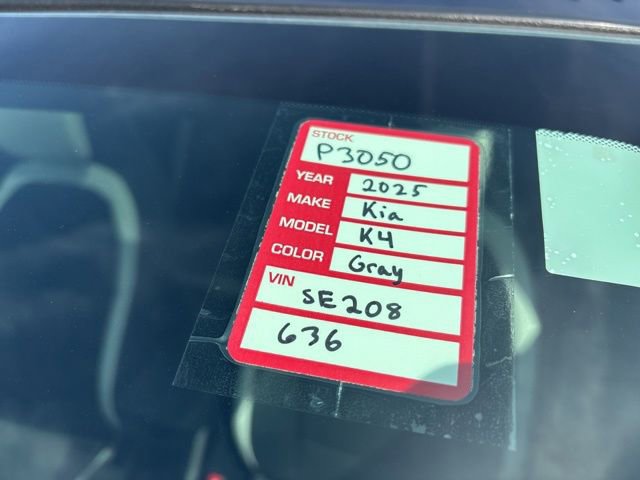 STOCK
P3050
YEAR 2025
MAKE Kia
MODEL K4
COLOR Gray
VIN
SE208
636